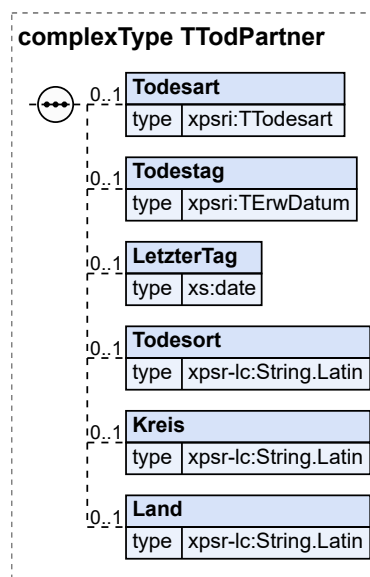 complexType TTodPartner
0..1 Todesart
type xpsri:TTodesart
0..1 Todestag
type xpsri:TErwDatum
0..1 LetzterTag
type xs:date
0..1 Todesort
type xpsr-lc:String.Latin
0..1 Kreis
type xpsr-lc:String.Latin
0..1 Land
type xpsr-lc:String.Latin